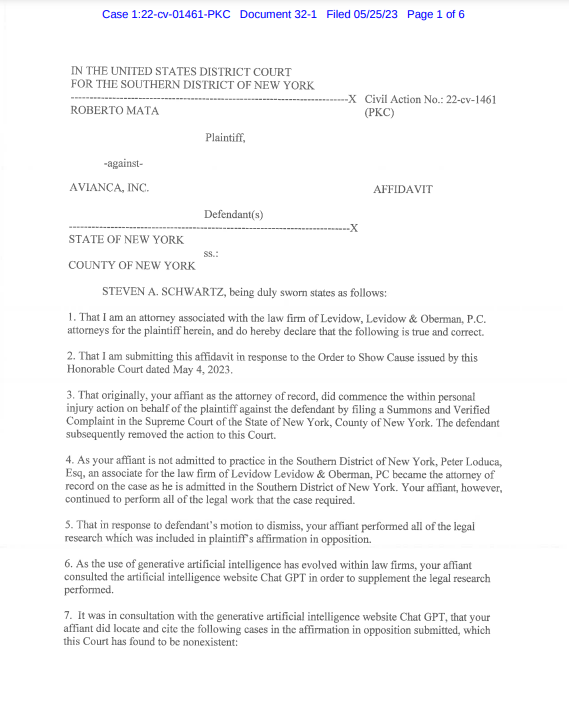 Case 1:22-cv-01461-PKC Document 32-1 Filed 05/25/23 Page 1 of 6
IN THE UNITED STATES DISTRICT COURT
FOR THE SOUTHERN DISTRICT OF NEW YORK
---------------------------------------------------------------------------X Civil Action No.: 22-cv-1461
ROBERTO MATA (PKC)
Plaintiff,
-against-
AVIANCA, INC. AFFIDAVIT
Defendant(s)
---------------------------------------------------------------------------X
STATE OF NEW YORK
ss.:
COUNTY OF NEW YORK
STEVEN A. SCHWARTZ, being duly sworn states as follows:
1. That I am an attorney associated with the law firm of Levidow, Levidow & Oberman, P.C.
attorneys for the plaintiff herein, and do hereby declare that the following is true and correct.
2. That I am submitting this affidavit in response to the Order to Show Cause issued by this
Honorable Court dated May 4, 2023.
3. That originally, your affiant as the attorney of record, did commence the within personal
injury action on behalf of the plaintiff against the defendant by filing a Summons and Verified
Complaint in the Supreme Court of the State of New York, County of New York. The defendant
subsequently removed the action to this Court.
4. As your affiant is not admitted to practice in the Southern District of New York, Peter Loduca,
Esq, an associate for the law firm of Levidow Levidow & Oberman, PC became the attorney of
record on the case as he is admitted in the Southern District of New York. Your affiant, however,
continued to perform all of the legal work that the case required.
5. That in response to defendant's motion to dismiss, your affiant performed all of the legal
research which was included in plaintiff's affirmation in opposition.
6. As the use of generative artificial intelligence has evolved within law firms, your affiant
consulted the artificial intelligence website Chat GPT in order to supplement the legal research
performed.
7. It was in consultation with the generative artificial intelligence website Chat GPT, that your
affiant did locate and cite the following cases in the affirmation in opposition submitted, which
this Court has found to be nonexistent: